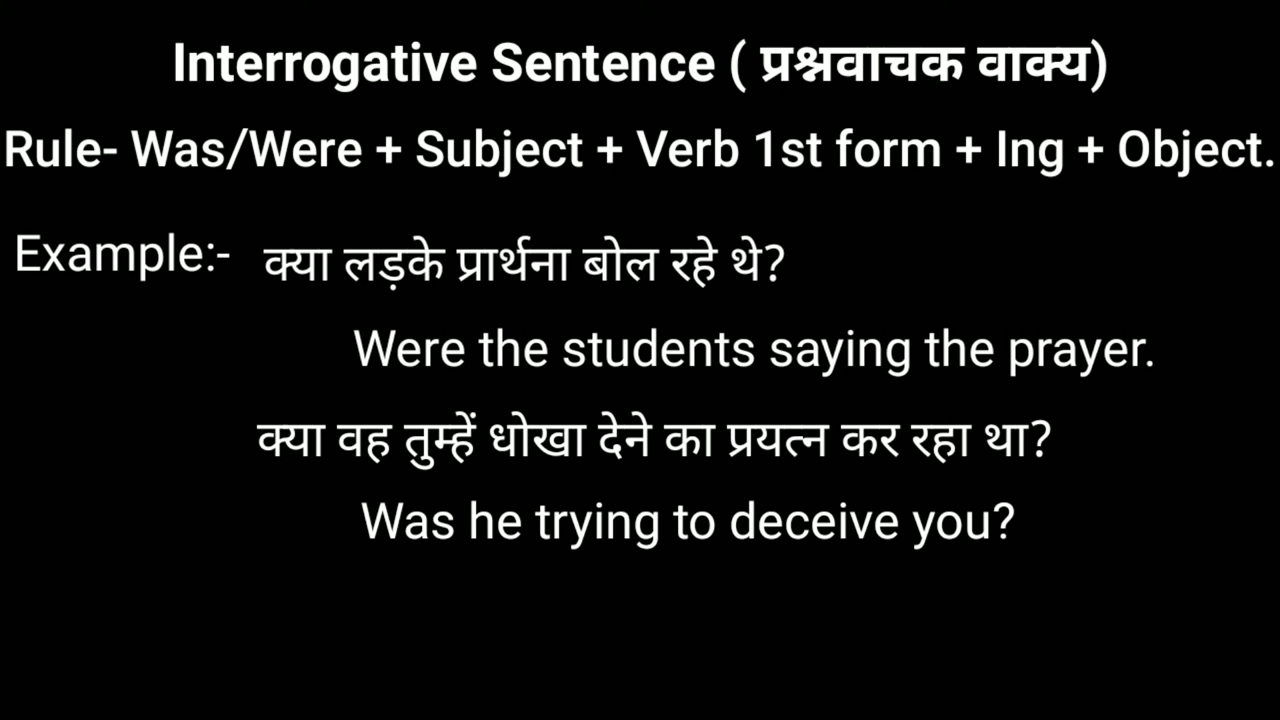 Interrogative Sentence ( प्रश्नवाचक वाक्य)
Rule- Was/Were + Subject + Verb 1st form + Ing + Object.
Example:- क्या लड़के प्रार्थना बोल रहे थे?
Were the students saying the prayer.
क्या वह तुम्हें धोखा देने का प्रयत्न कर रहा था?
Was he trying to deceive you?